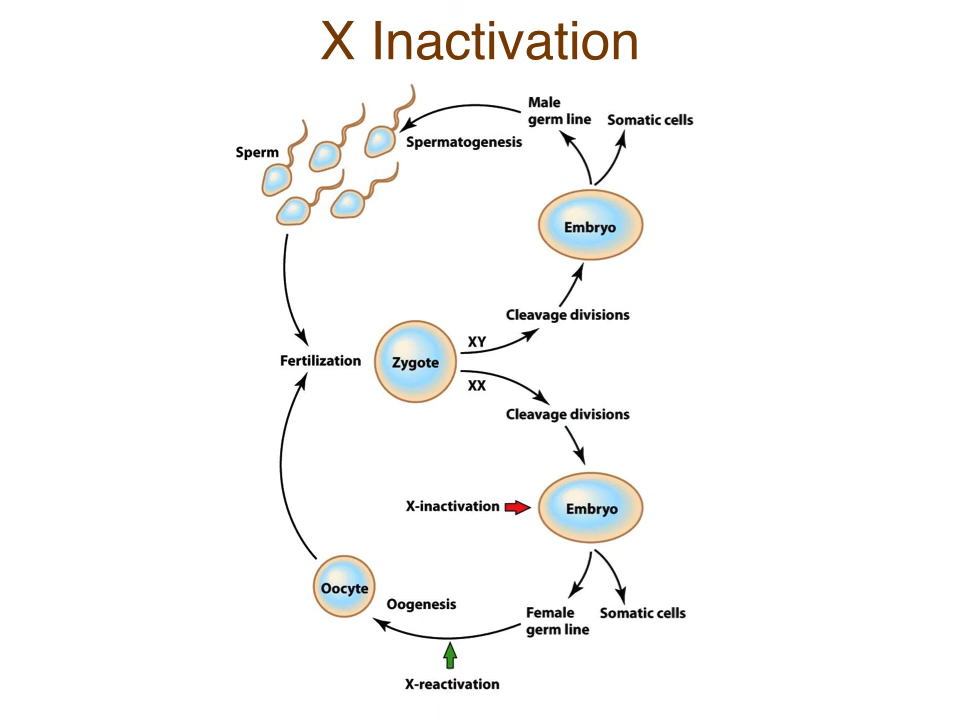 X Inactivation
Male
germ line
Somatic cells
Spermatogenesis
Sperm
Embryo
Cleavage divisions
XY
Fertilization
Zygote
XX
Cleavage divisions
X-inactivation
Embryo
Oocyte
Oogenesis
Female
germ line
Somatic cells
X-reactivation